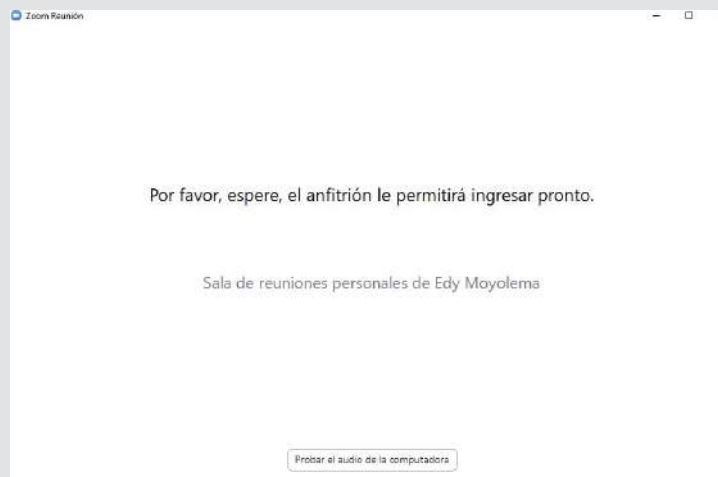 Zoom Reunión
Por favor, espere, el anfitrión le permitirá ingresar pronto.
Sala de reuniones personales de Edy Moyolema
Probar el audio de la computadora